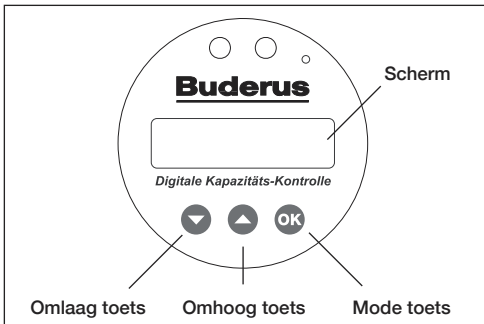 Buderus
Scherm
Digitale Kapazitäts-Kontrolle
OK
Omlaag toets
Omhoog toets
Mode toets